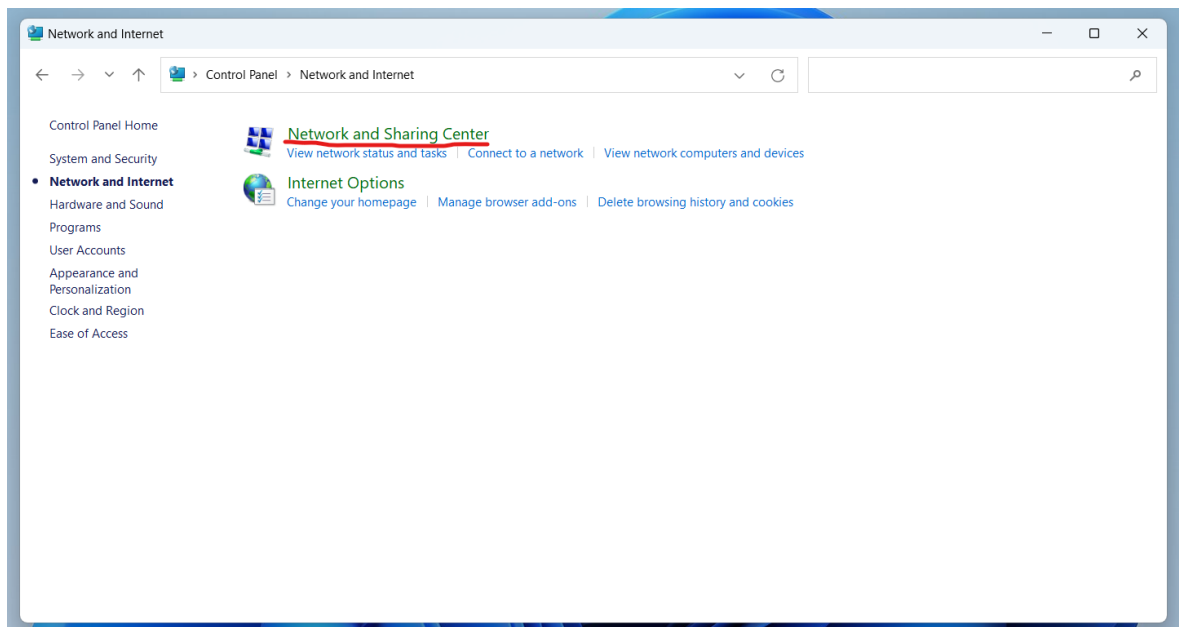 Network and Internet
Control Panel > Network and Internet
Control Panel Home
System and Security
Network and Internet
Hardware and Sound
Programs
User Accounts
Appearance and
Personalization
Clock and Region
Ease of Access
Network and Sharing Center
View network status and tasks | Connect to a network | View network computers and devices
Internet Options
Change your homepage | Manage browser add-ons | Delete browsing history and cookies